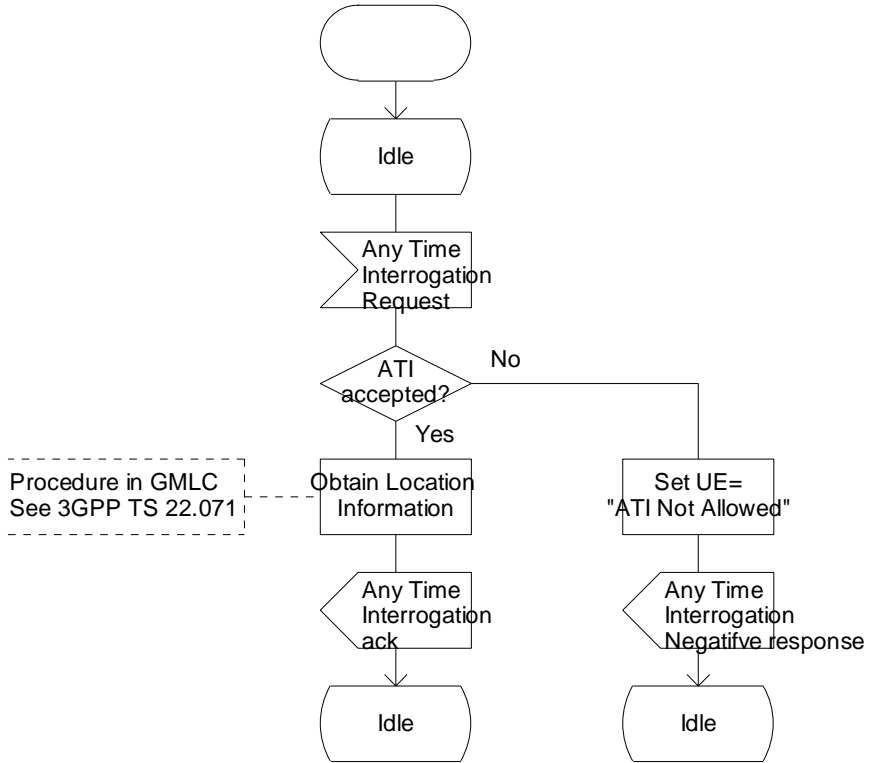 Idle
Any Time
Interrogation
Request
ATI
accepted?
No
Yes
Procedure in GMLC
See 3GPP TS 22.071
Obtain Location
Information
Set UE=
"ATI Not Allowed"
Any Time
Interrogation
ack
Any Time
Interrogation
Negatifve response
Idle
Idle